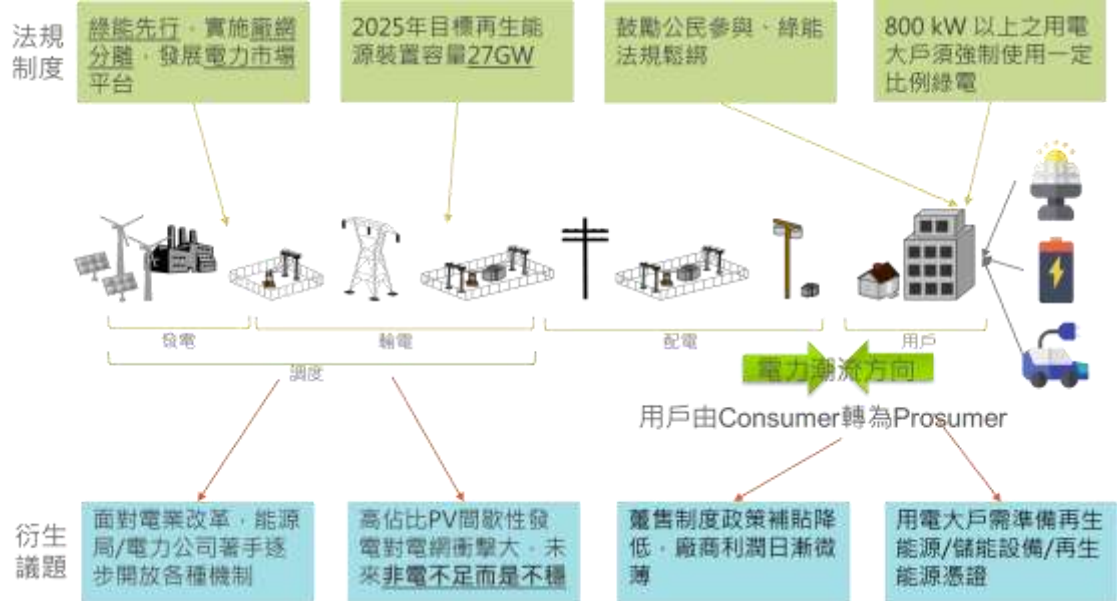 法規
制度
綠能先行,實施廠網
分離,發展電力市場
平台
2025年目標再生能
源裝置容量27GW
鼓勵公民參與、綠能
法規鬆綁
800 kW 以上之用電
大戶須強制使用一定
比例綠電
發電
輸電
配電
用戶
調度
電力潮流方向
用戶由Consumer轉為Prosumer
衍生
議題
面對電業改革,能源
局/電力公司著手逐
步開放各種機制
高佔比PV間歇性發
電對電網衝擊大,未
來非電不足而是不穩
躉售制度政策補貼降
低,廠商利潤日漸微
薄
用電大戶需準備再生
能源/儲能設備/再生
能源憑證